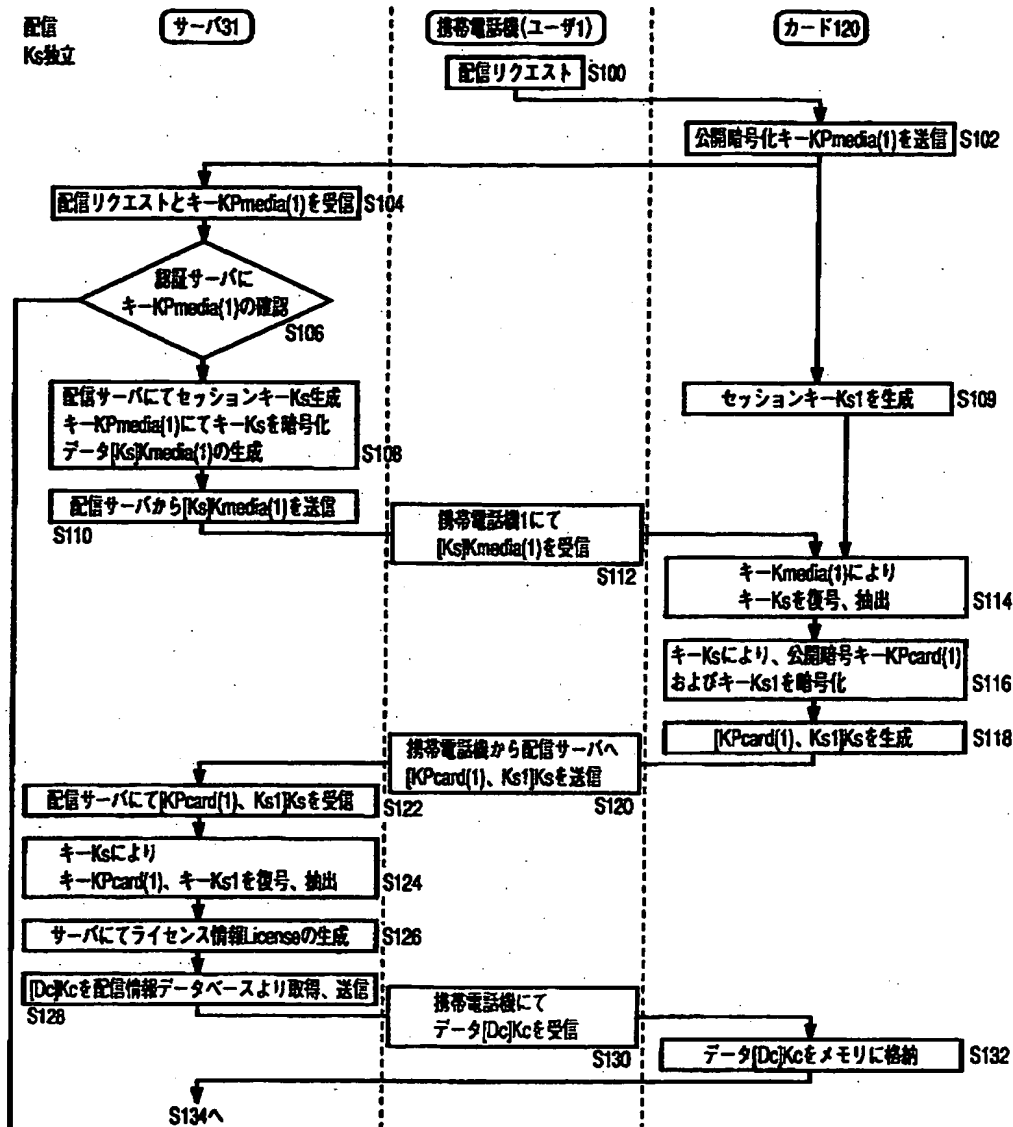 配信
Ks独立
サーバ31
携帯電話機(ユーザ1)
カード120
配信リクエスト
S100
公開暗号化キーKPmedia(1)を送信
S102
配信リクエストとキーKPmedia(1)を受信
S104
認証サーバに
キーKPmedia(1)の確認
S106
配信サーバにてセッションキーKs生成
キーKPmedia(1)にてキーKsを暗号化
データ[Ks]Kmedia(1)の生成
S108
セッションキーKs1を生成
S109
配信サーバから[Ks]Kmedia(1)を送信
S110
携帯電話機1にて
[Ks]Kmedia(1)を受信
S112
キーKmedia(1)により
キーKsを復号、抽出
S114
キーKsにより、公開暗号キーKPcard(1)
およびキーKs1を暗号化
S116
[KPcard(1)、Ks1]Ksを生成
S118
携帯電話機から配信サーバへ
[KPcard(1)、Ks1]Ksを送信
S120
配信サーバにて[KPcard(1)、Ks1]Ksを受信
S122
キーKsにより
キーKPcard(1)、キーKs1を復号、抽出
S124
サーバにてライセンス情報Licenseの生成
S126
[Dc]Kcを配信情報データベースより取得、送信
S128
携帯電話機にて
データ[Dc]Kcを受信
S130
データ[Dc]Kcをメモリに格納
S132
S134へ